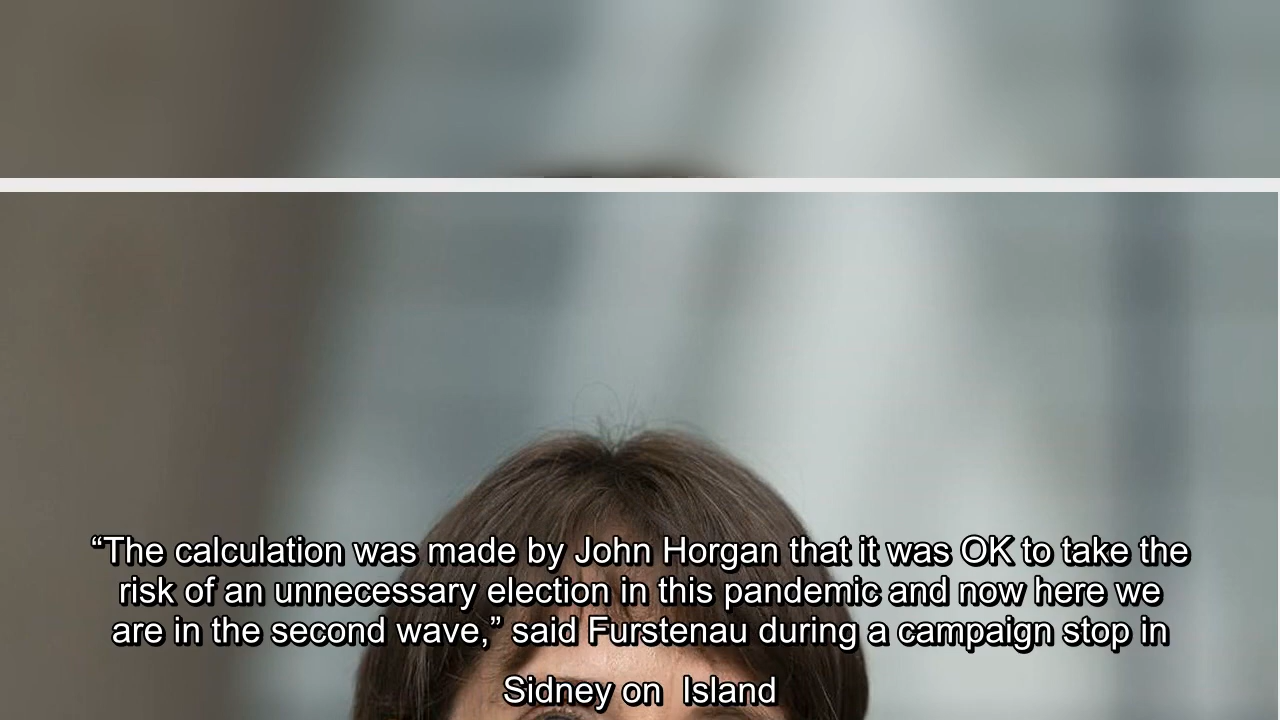 “The calculation was made by John Horgan that it was OK to take the
risk of an unnecessary election in this pandemic and now here we
are in the second wave,” said Furstenau during a campaign stop in
Sidney on  Island